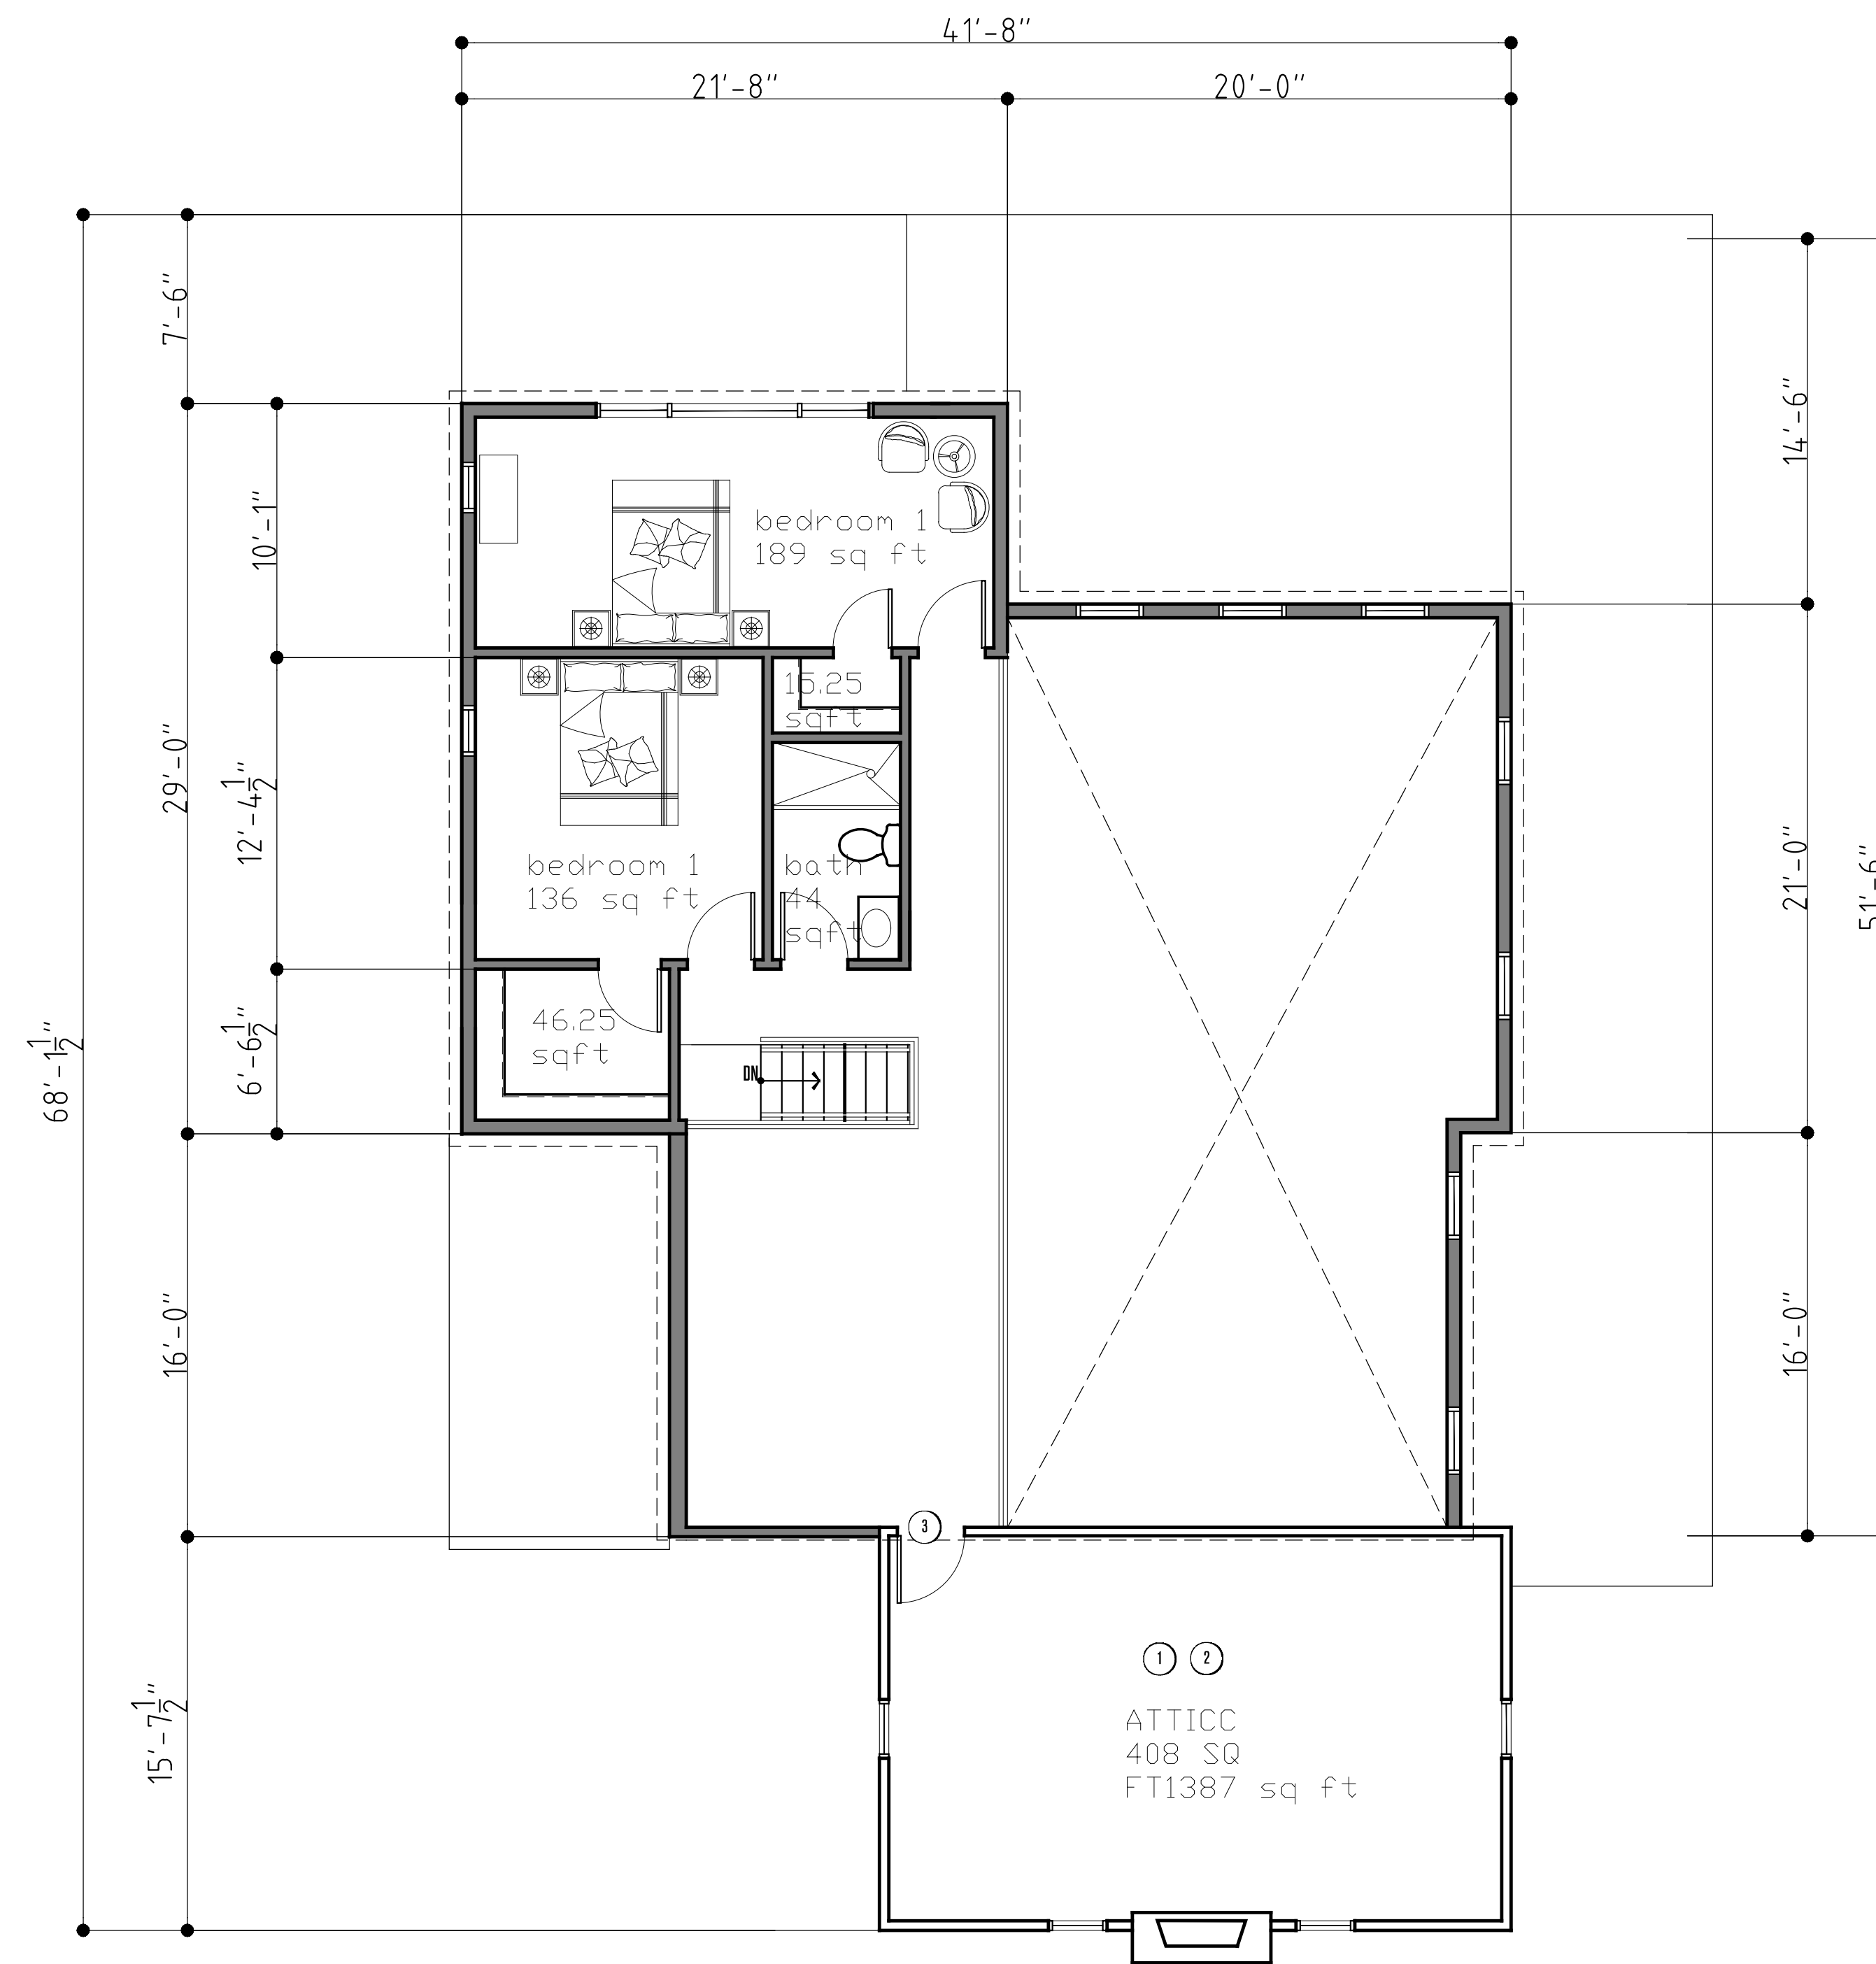 41'-8"
21'-8"
20'-0"
7'-6"
14'-6"
10'-1"
bedroom 1
189 sq ft
29'-0"
12'-4 1/2"
15.25
sqft
bedroom 1
136 sq ft
bath
44
sqft
21'-0"
51'-6"
68'-1 1/2"
6'-6 1/2"
46.25
sqft
DN
16'-0"
16'-0"
3
15'-7 1/2"
1
2
ATTICC
408 SQ
FT1387 sq ft